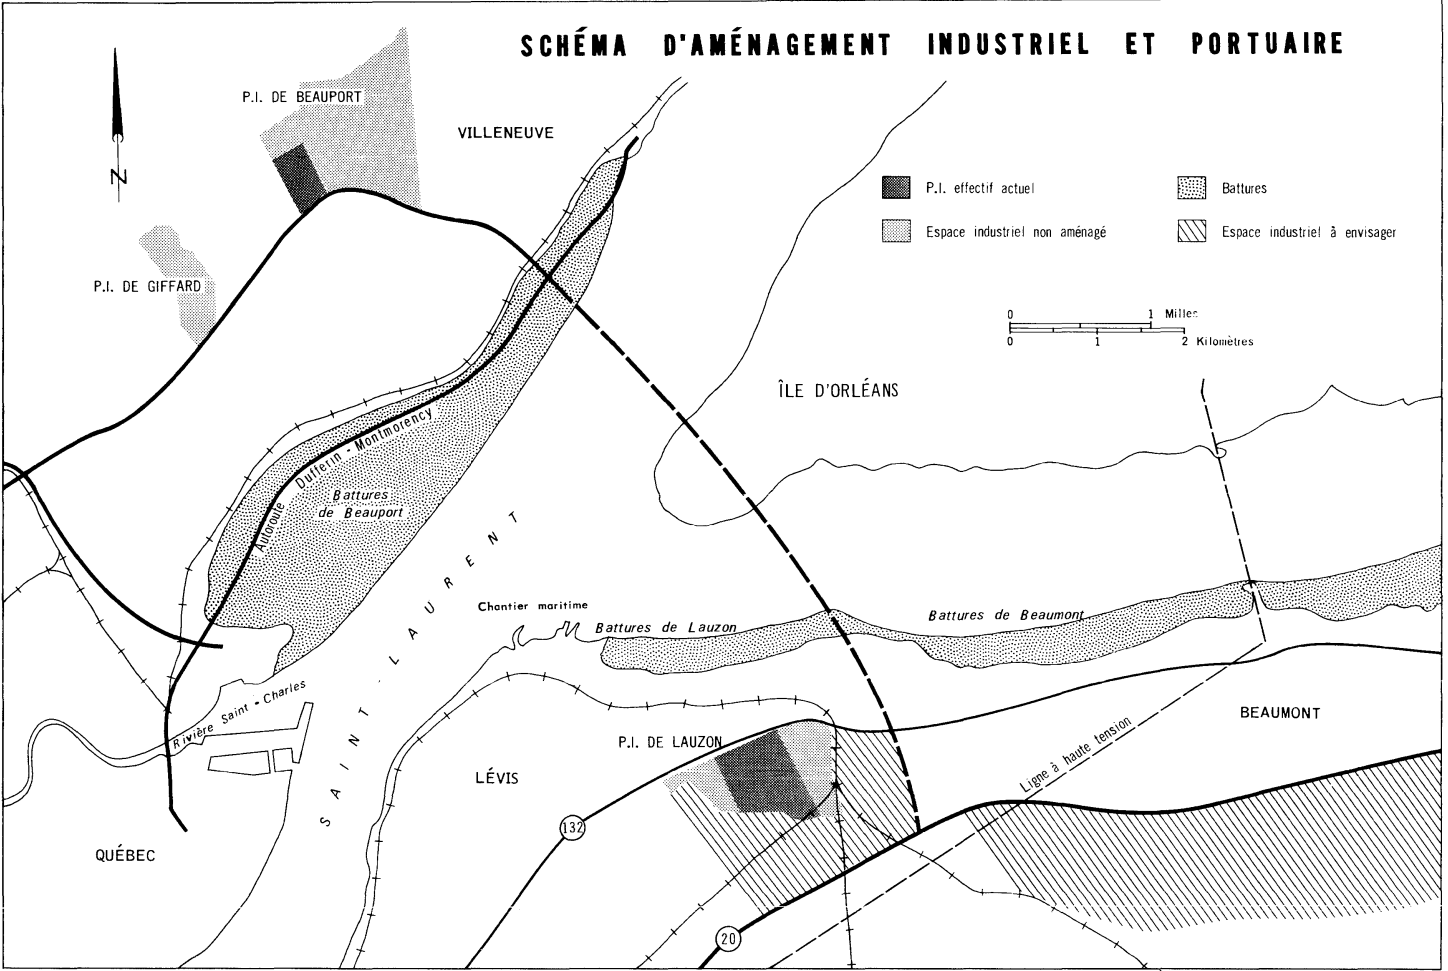 SCHÉMA D'AMÉNAGEMENT INDUSTRIEL ET PORTUAIRE
P.I. DE BEAUPORT
VILLENEUVE
N
P.I. effectif actuel
Battures
Espace industriel non aménagé
Espace industriel à envisager
P.I. DE GIFFARD
0 1 Milles
0 1 2 Kilomètres
ÎLE D'ORLÉANS
Autoroute Dufferin - Montmorency
Battures
de Beauport
SAINT - LAURENT
Chantier maritime
Battures de Lauzon
Battures de Beaumont
Rivière Saint - Charles
BEAUMONT
P.I. DE LAUZON
LÉVIS
Ligne à haute tension
132
QUÉBEC
20